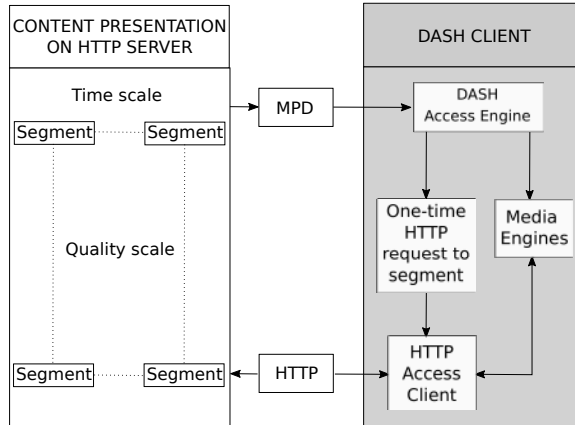 CONTENT PRESENTATION
ON HTTP SERVER
Time scale
Segment Segment
Quality scale
Segment Segment
MPD
HTTP
DASH CLIENT
DASH
Access Engine
One-time
HTTP
request to
segment
Media
Engines
HTTP
Access
Client